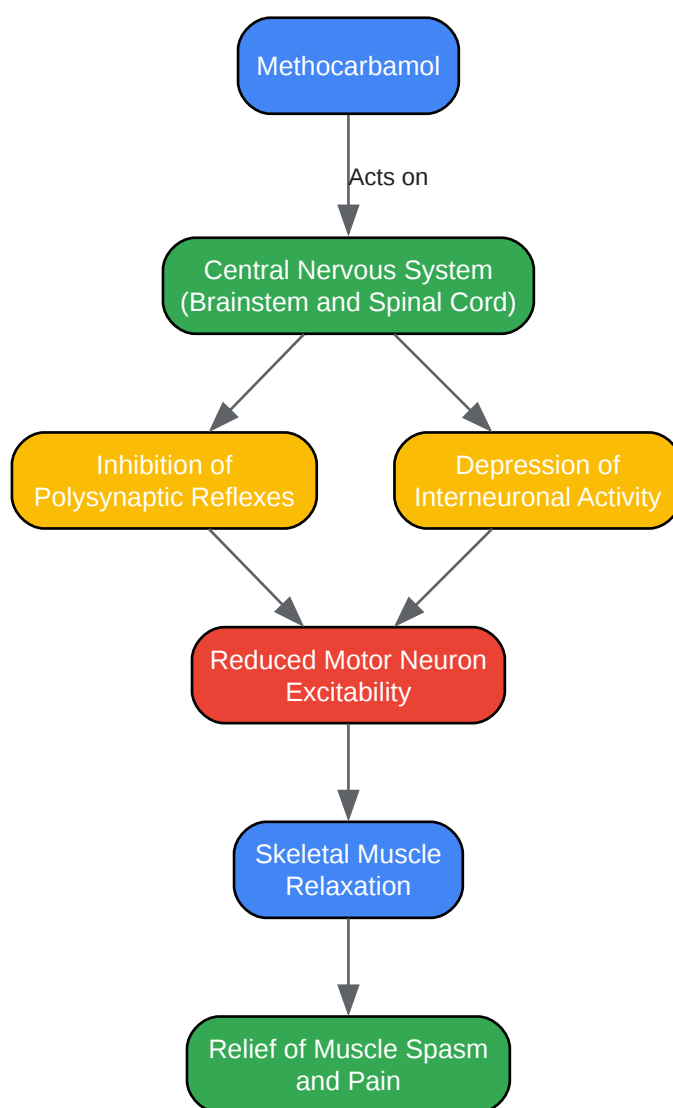 Methocarbamol
Acts on
Central Nervous System
(Brainstem and Spinal Cord)
Inhibition of
Polysynaptic Reflexes
Depression of
Interneuronal Activity
Reduced Motor Neuron
Excitability
Skeletal Muscle
Relaxation
Relief of Muscle Spasm
and Pain